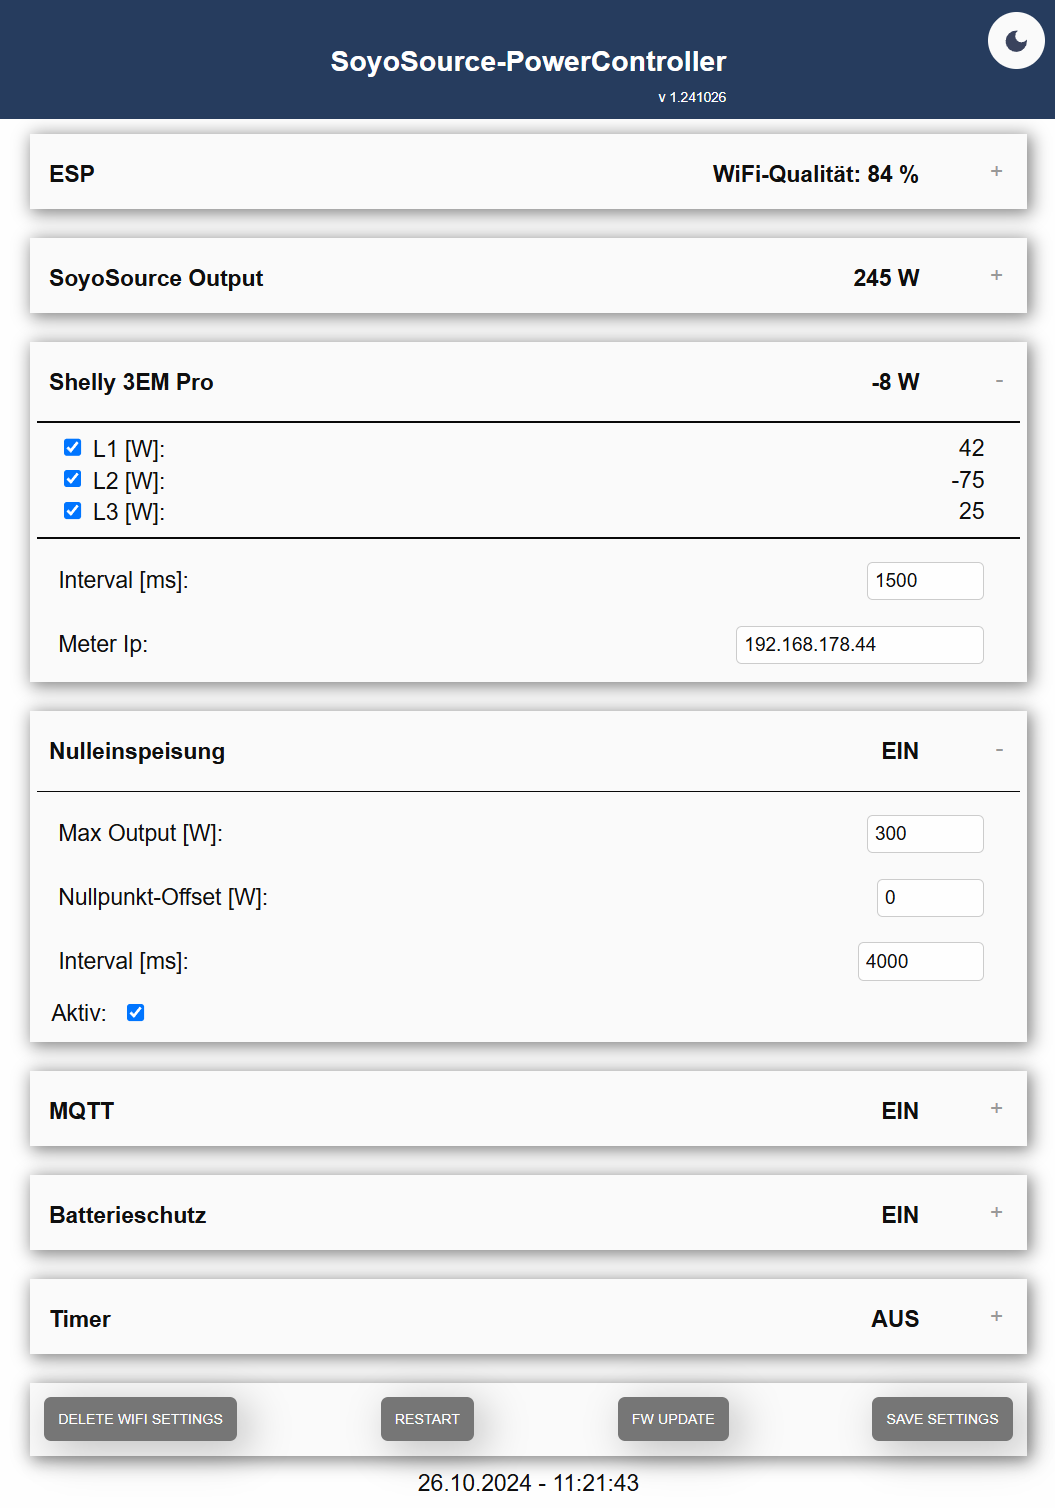 SoyoSource-PowerController
v 1.241026
ESP WiFi-Qualität: 84 % +
SoyoSource Output 245 W +
Shelly 3EM Pro -8 W -
L1 [W]: 42
L2 [W]: -75
L3 [W]: 25
Interval [ms]: 1500
Meter Ip: 192.168.178.44
Nulleinspeisung EIN -
Max Output [W]: 300
Nullpunkt-Offset [W]: 0
Interval [ms]: 4000
Aktiv:
MQTT EIN +
Batterieschutz EIN +
Timer AUS +
DELETE WIFI SETTINGS RESTART FW UPDATE SAVE SETTINGS
26.10.2024 - 11:21:43